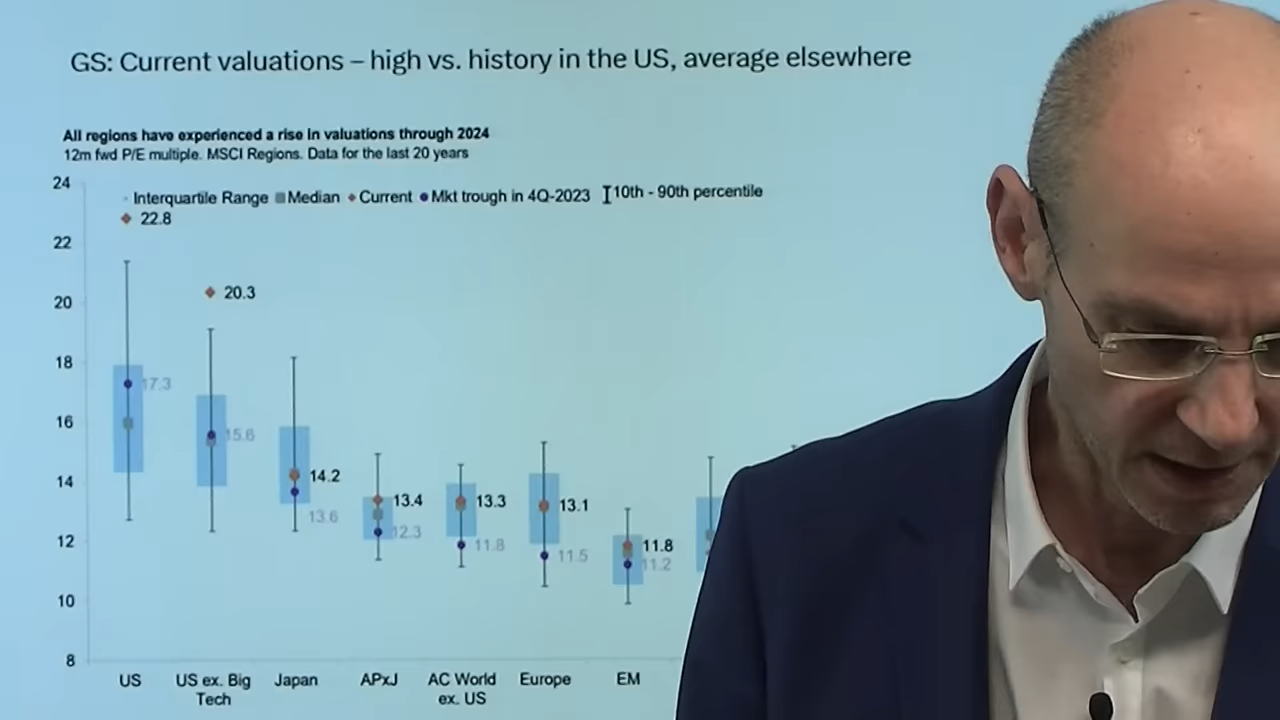 GS: Current valuations – high vs. history in the US, average elsewhere
All regions have experienced a rise in valuations through 2024
12m fwd P/E multiple. MSCI Regions. Data for the last 20 years
24
Interquartile Range Median Current Mkt trough in 4Q-2023 10th - 90th percentile
22.8
22
20.3
20
18
17.3
16
15.6
14.2
14
13.4
13.3
13.1
13.6
12.3
12
11.8
11.5
11.8
11.2
10
8
US
US ex. Big
Tech
Japan
APxJ
AC World
ex. US
Europe
EM